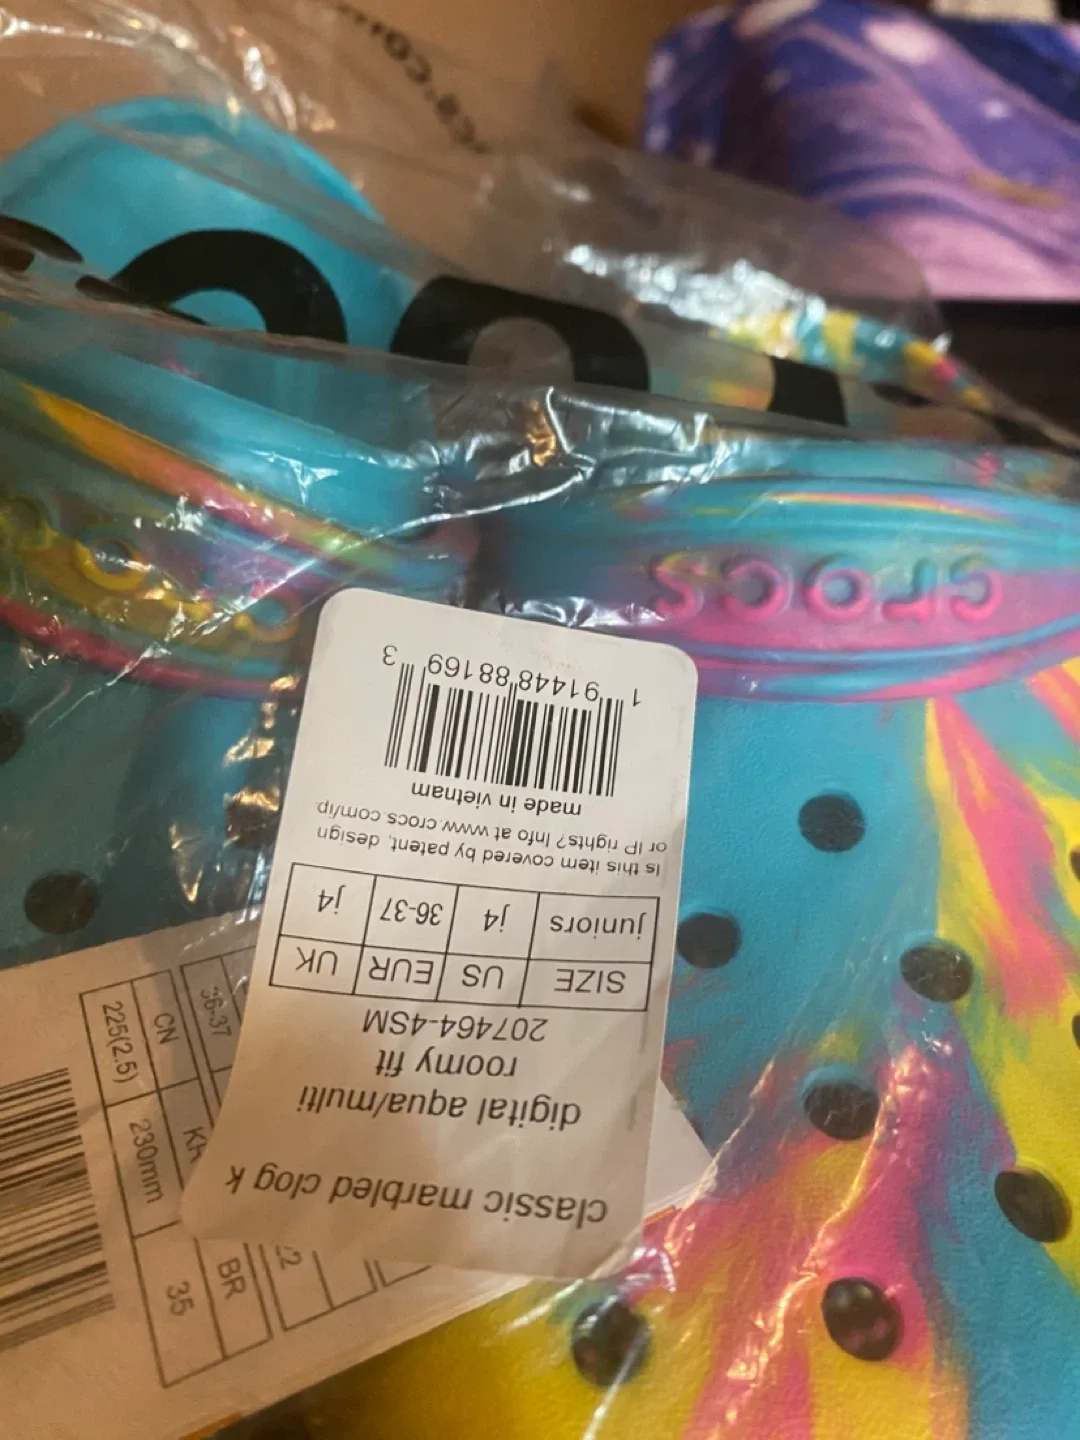 classic marbled clog k
digital aqua/multi
roomy fit
207464-4SM
SIZE US EUR UK
juniors j4 36-37 j4
Is this item covered by patent, design
or IP rights? Info at www.crocs.com/ip.
made in vietnam
1 91448 88169 3
crocs
36-37
CN KR BR
225(2.5) 230mm 35